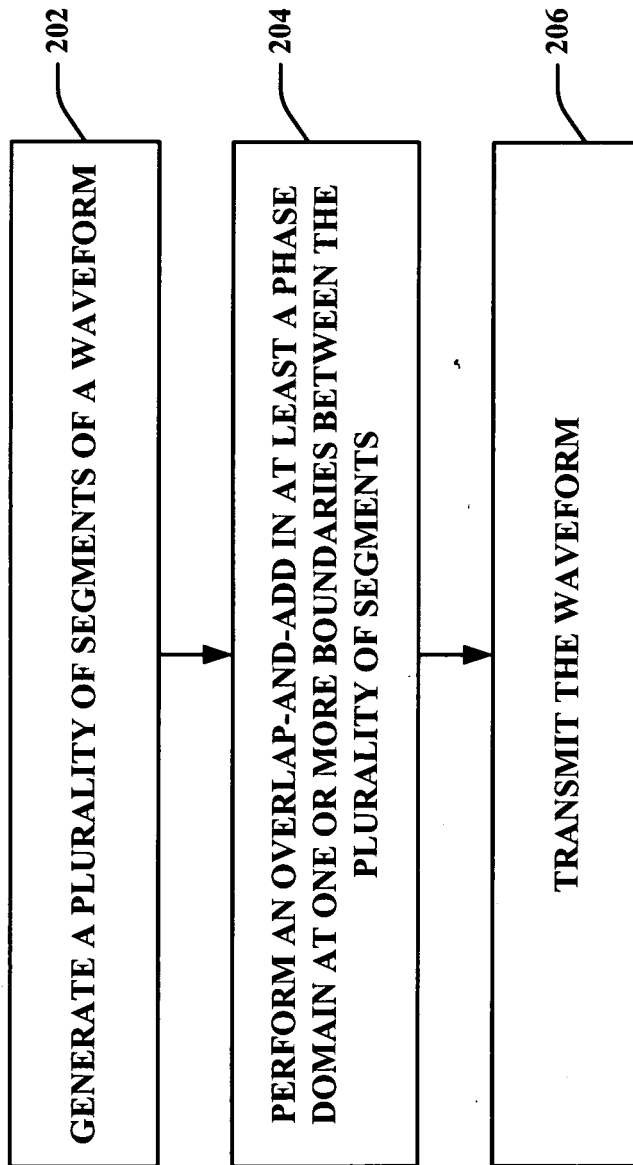 202
GENERATE A PLURALITY OF SEGMENTS OF A WAVEFORM
204
PERFORM AN OVERLAP-AND-ADD IN AT LEAST A PHASE
DOMAIN AT ONE OR MORE BOUNDARIES BETWEEN THE
PLURALITY OF SEGMENTS
206
TRANSMIT THE WAVEFORM